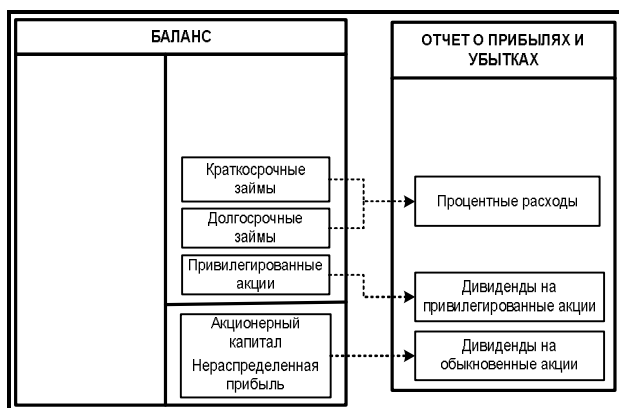 БАЛАНС
ОТЧЕТ О ПРИБЫЛЯХ И
УБЫТКАХ
Краткосрочные
займы
Долгосрочные
займы
Привилегированные
акции
Акционерный
капитал
Нераспределенная
прибыль
Процентные расходы
Дивиденды на
привилегированные акции
Дивиденды на
обыкновенные акции